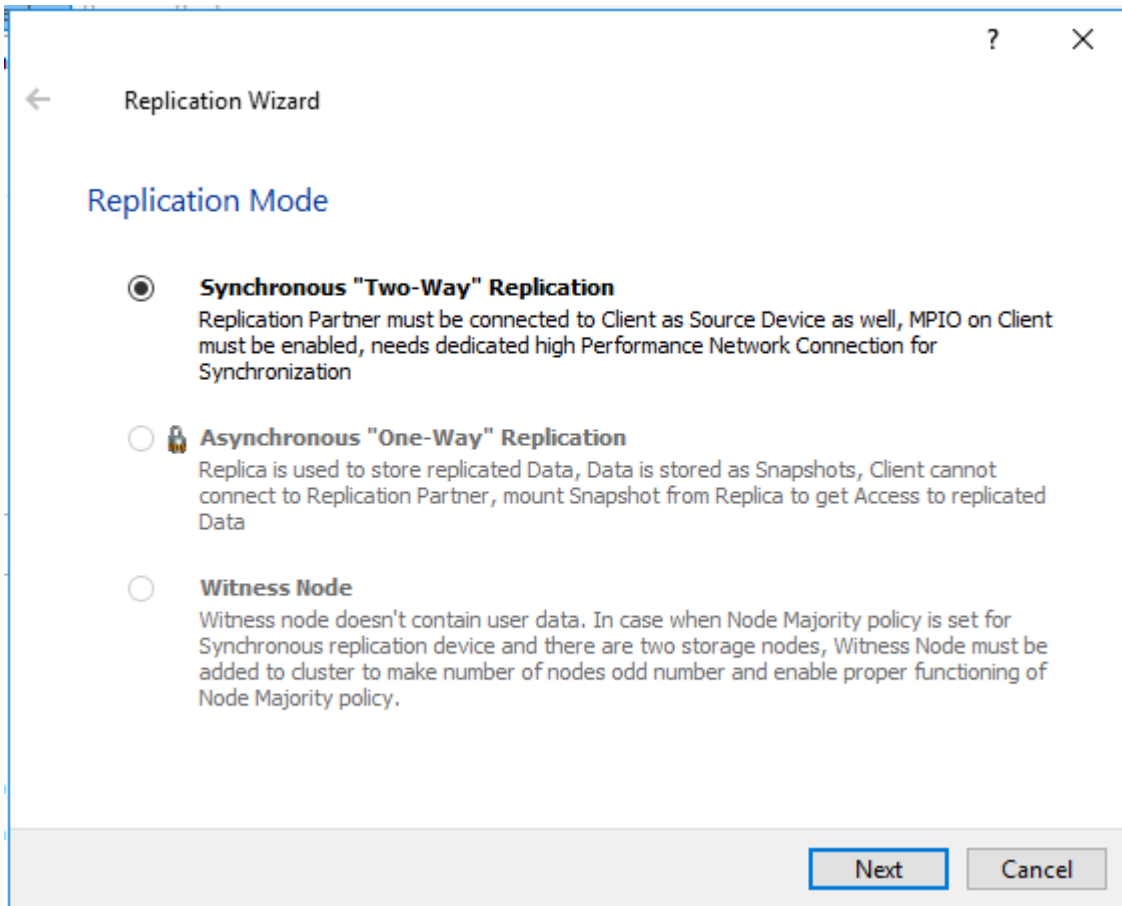 ?
Replication Wizard
Replication Mode
Synchronous "Two-Way" Replication
Replication Partner must be connected to Client as Source Device as well, MPIO on Client
must be enabled, needs dedicated high Performance Network Connection for
Synchronization
Asynchronous "One-Way" Replication
Replica is used to store replicated Data, Data is stored as Snapshots, Client cannot
connect to Replication Partner, mount Snapshot from Replica to get Access to replicated
Data
Witness Node
Witness node doesn't contain user data. In case when Node Majority policy is set for
Synchronous replication device and there are two storage nodes, Witness Node must be
added to cluster to make number of nodes odd number and enable proper functioning of
Node Majority policy.
Next Cancel